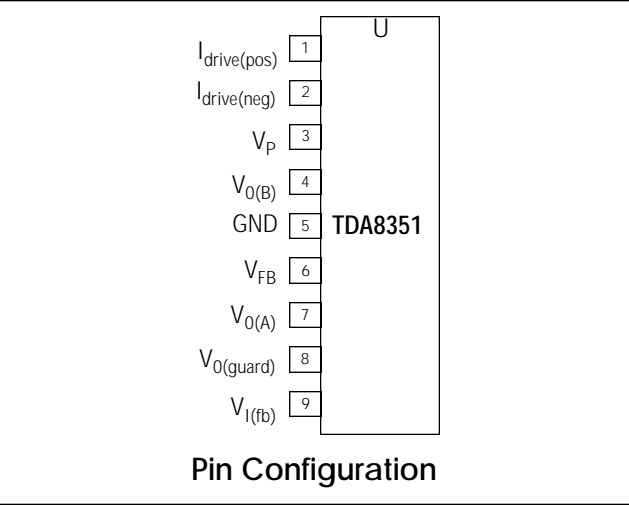 U
I_drive(pos) 1
I_drive(neg) 2
V_P 3
V_0(B) 4
GND 5 TDA8351
V_FB 6
V_0(A) 7
V_0(guard) 8
V_I(fb) 9
Pin Configuration